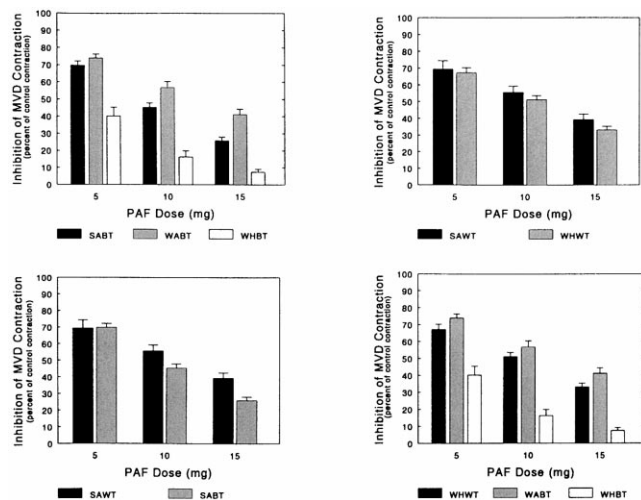 Inhibition of MVD Contraction
(percent of control contraction)
100
90
80
70
60
50
40
30
20
10
0
5 10 15
PAF Dose (mg)
SABT WABT WHBT
Inhibition of MVD Contraction
(percent of control contraction)
100
90
80
70
60
50
40
30
20
10
0
5 10 15
PAF Dose (mg)
SAWT WHWT
Inhibition of MVD Contraction
(percent of control contraction)
100
90
80
70
60
50
40
30
20
10
0
5 10 15
PAF Dose (mg)
SAWT SABT
Inhibition of MVD Contraction
(percent of control contraction)
100
90
80
70
60
50
40
30
20
10
0
5 10 15
PAF Dose (mg)
WHWT WABT WHBT